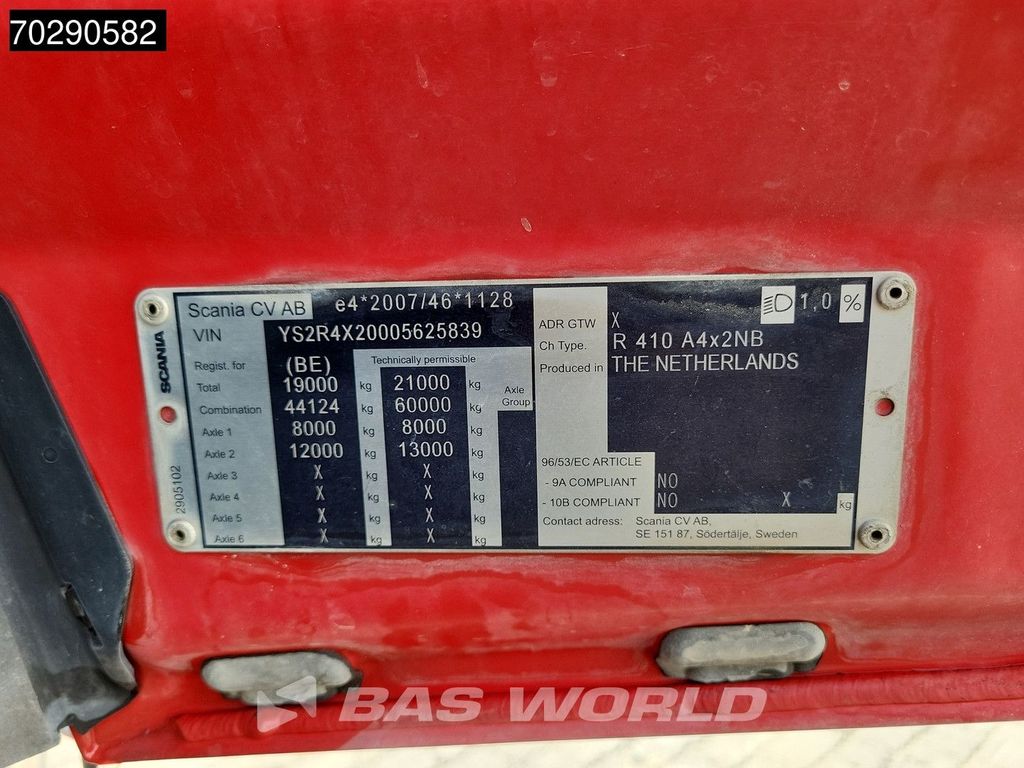 70290582
Scania CV AB e4*2007/46*1128
VIN YS2R4X20005625839
Regist. for (BE) Technically permissible
Total 19000 kg 21000 kg Axle Group
Combination 44124 kg 60000 kg
Axle 1 8000 kg 8000 kg
Axle 2 12000 kg 13000 kg
Axle 3 X kg X kg
Axle 4 X kg X kg
Axle 5 X kg X kg
Axle 6 X kg X kg
SCANIA
2905102
1,0 %
ADR GTW X
Ch Type. R 410 A4x2NB
Produced in THE NETHERLANDS
96/53/EC ARTICLE
- 9A COMPLIANT NO
- 10B COMPLIANT NO X kg
Contact adress: Scania CV AB,
SE 151 87, Södertälje, Sweden
BAS WORLD